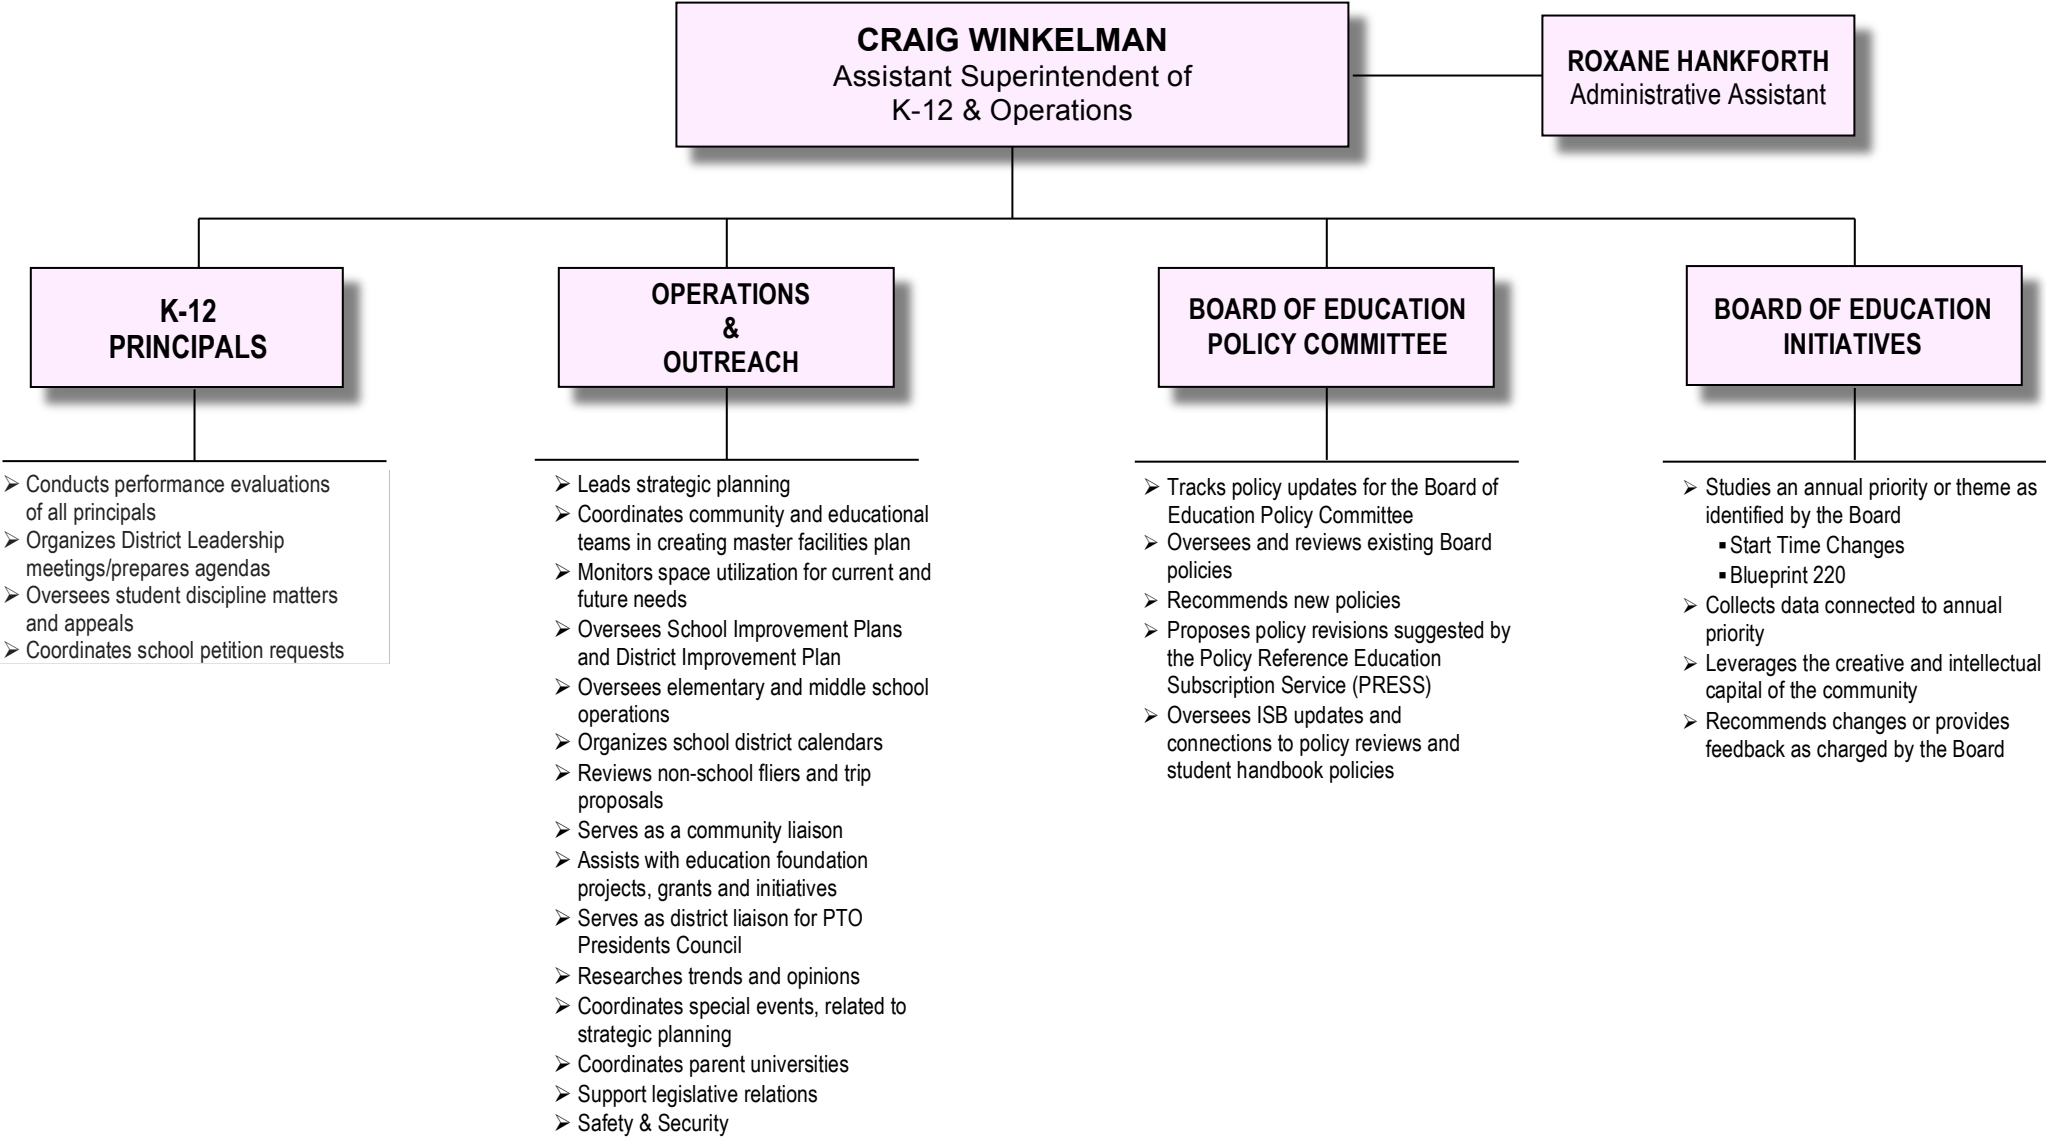 CRAIG WINKELMAN
Assistant Superintendent of
K-12 & Operations
ROXANE HANKFORTH
Administrative Assistant
K-12
PRINCIPALS
➢ Conducts performance evaluations
of all principals
➢ Organizes District Leadership
meetings/prepares agendas
➢ Oversees student discipline matters
and appeals
➢ Coordinates school petition requests
OPERATIONS
&
OUTREACH
➢ Leads strategic planning
➢ Coordinates community and educational
teams in creating master facilities plan
➢ Monitors space utilization for current and
future needs
➢ Oversees School Improvement Plans
and District Improvement Plan
➢ Oversees elementary and middle school
operations
➢ Organizes school district calendars
➢ Reviews non-school fliers and trip
proposals
➢ Serves as a community liaison
➢ Assists with education foundation
projects, grants and initiatives
➢ Serves as district liaison for PTO
Presidents Council
➢ Researches trends and opinions
➢ Coordinates special events, related to
strategic planning
➢ Coordinates parent universities
➢ Support legislative relations
➢ Safety & Security
BOARD OF EDUCATION
POLICY COMMITTEE
➢ Tracks policy updates for the Board of
Education Policy Committee
➢ Oversees and reviews existing Board
policies
➢ Recommends new policies
➢ Proposes policy revisions suggested by
the Policy Reference Education
Subscription Service (PRESS)
➢ Oversees ISB updates and
connections to policy reviews and
student handbook policies
BOARD OF EDUCATION
INITIATIVES
➢ Studies an annual priority or theme as
identified by the Board
▪ Start Time Changes
▪ Blueprint 220
➢ Collects data connected to annual
priority
➢ Leverages the creative and intellectual
capital of the community
➢ Recommends changes or provides
feedback as charged by the Board